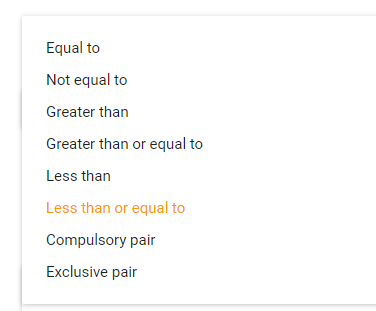 Equal to
Not equal to
Greater than
Greater than or equal to
Less than
Less than or equal to
Compulsory pair
Exclusive pair